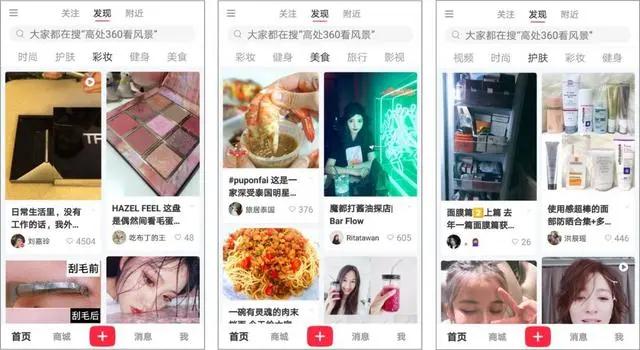 关注 发现 附近
大家都在搜“高处360看风景”
时尚 护肤 彩妆 健身 美食
TF
日常生活里,没有
工作的话,我外...
刘嘉玲 4504
HAZEL FEEL 这盘
是偶然间看毛蛋...
吃布丁的王 48
刮毛前
刮毛后
首页 商城 + 消息 我
关注 发现 附近
大家都在搜“高处360看风景”
彩妆 健身 美食 旅行 影视
#puponfai 这是一
家深受泰国明星...
旅居泰国 376
魔都打酱油探店|
Bar Flow
Ritatawan 605
一碗有灵魂的肉末
首页 商城 + 消息 我
关注 发现 附近
大家都在搜“高处360看风景”
视频 时尚 护肤 彩妆 健身
面膜篇2️⃣上篇 去
年一篇面膜篇获...
26
使用感超棒的面
部防晒合集+多...
洪辰瑶 446
首页 商城 + 消息 我